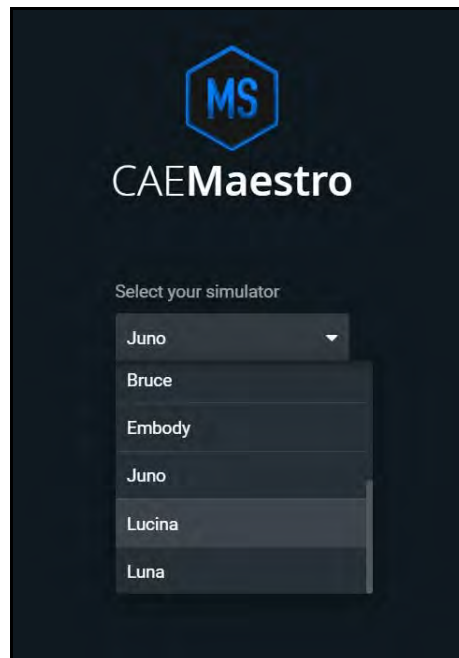 MS
CAEMaestro
Select your simulator
Juno
Bruce
Embody
Juno
Lucina
Luna